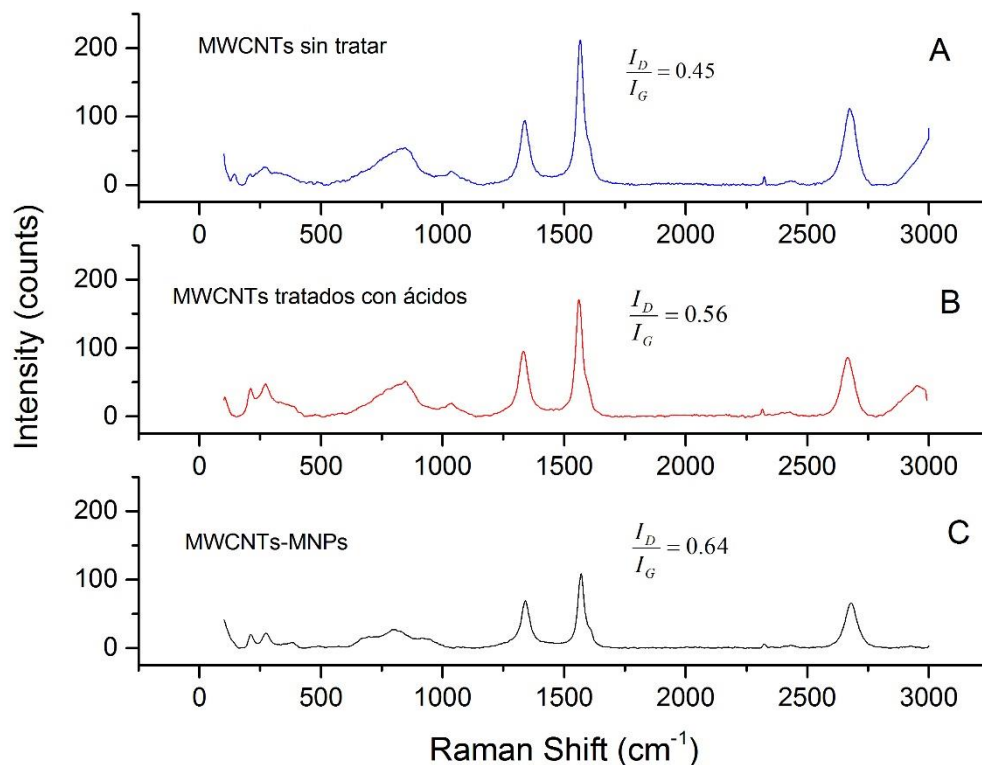 Intensity (counts)
200
100
0
MWCNTs sin tratar
I_D/I_G = 0.45
A
0 500 1000 1500 2000 2500 3000
200
100
0
MWCNTs tratados con ácidos
I_D/I_G = 0.56
B
0 500 1000 1500 2000 2500 3000
200
100
0
MWCNTs-MNPs
I_D/I_G = 0.64
C
0 500 1000 1500 2000 2500 3000
Raman Shift (cm⁻¹)